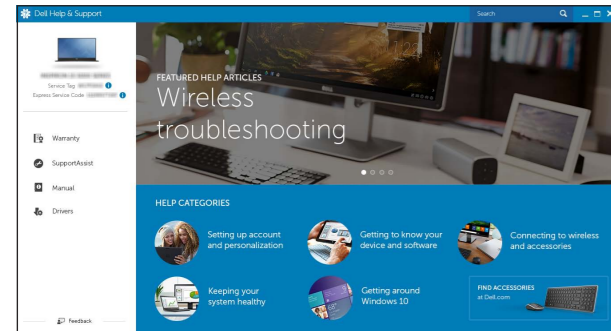 Dell Help & Support
Search
Service Tag
Express Service Code
Warranty
SupportAssist
Manual
Drivers
Feedback
FEATURED HELP ARTICLES
Wireless
troubleshooting
HELP CATEGORIES
Setting up account
and personalization
Getting to know your
device and software
Connecting to wireless
and accessories
Keeping your
system healthy
Getting around
Windows 10
FIND ACCESSORIES
at Dell.com